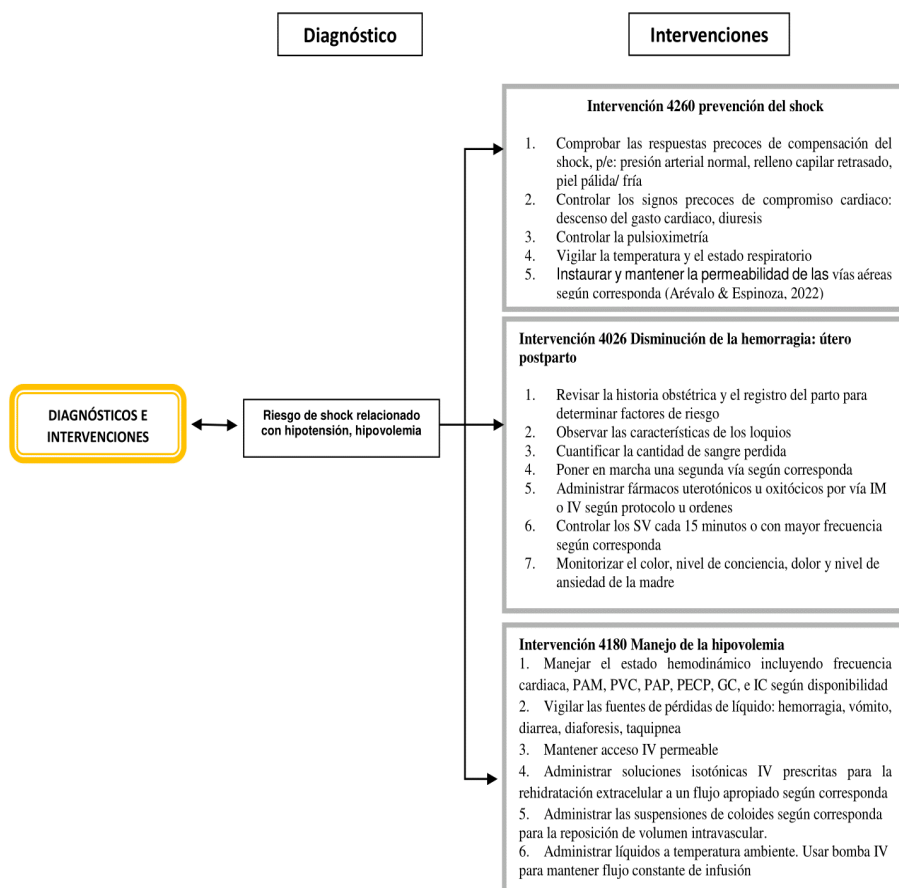 Diagnóstico
Intervenciones
DIAGNÓSTICOS E
INTERVENCIONES
Riesgo de shock relacionado
con hipotensión, hipovolemia
Intervención 4260 prevención del shock
1. Comprobar las respuestas precoces de compensación del
shock, p/e: presión arterial normal, relleno capilar retrasado,
piel pálida/ fría
2. Controlar los signos precoces de compromiso cardiaco:
descenso del gasto cardiaco, diuresis
3. Controlar la pulsioximetría
4. Vigilar la temperatura y el estado respiratorio
5. Instaurar y mantener la permeabilidad de las vías aéreas
según corresponda (Arévalo & Espinoza, 2022)
Intervención 4026 Disminución de la hemorragia: útero
postparto
1. Revisar la historia obstétrica y el registro del parto para
determinar factores de riesgo
2. Observar las características de los loquios
3. Cuantificar la cantidad de sangre perdida
4. Poner en marcha una segunda vía según corresponda
5. Administrar fármacos uterotónicos u oxitócicos por vía IM
o IV según protocolo u ordenes
6. Controlar los SV cada 15 minutos o con mayor frecuencia
según corresponda
7. Monitorizar el color, nivel de conciencia, dolor y nivel de
ansiedad de la madre
Intervención 4180 Manejo de la hipovolemia
1. Manejar el estado hemodinámico incluyendo frecuencia
cardiaca, PAM, PVC, PAP, PECP, GC, e IC según disponibilidad
2. Vigilar las fuentes de pérdidas de líquido: hemorragia, vómito,
diarrea, diaforesis, taquipnea
3. Mantener acceso IV permeable
4. Administrar soluciones isotónicas IV prescritas para la
rehidratación extracelular a un flujo apropiado según corresponda
5. Administrar las suspensiones de coloides según corresponda
para la reposición de volumen intravascular.
6. Administrar líquidos a temperatura ambiente. Usar bomba IV
para mantener flujo constante de infusión